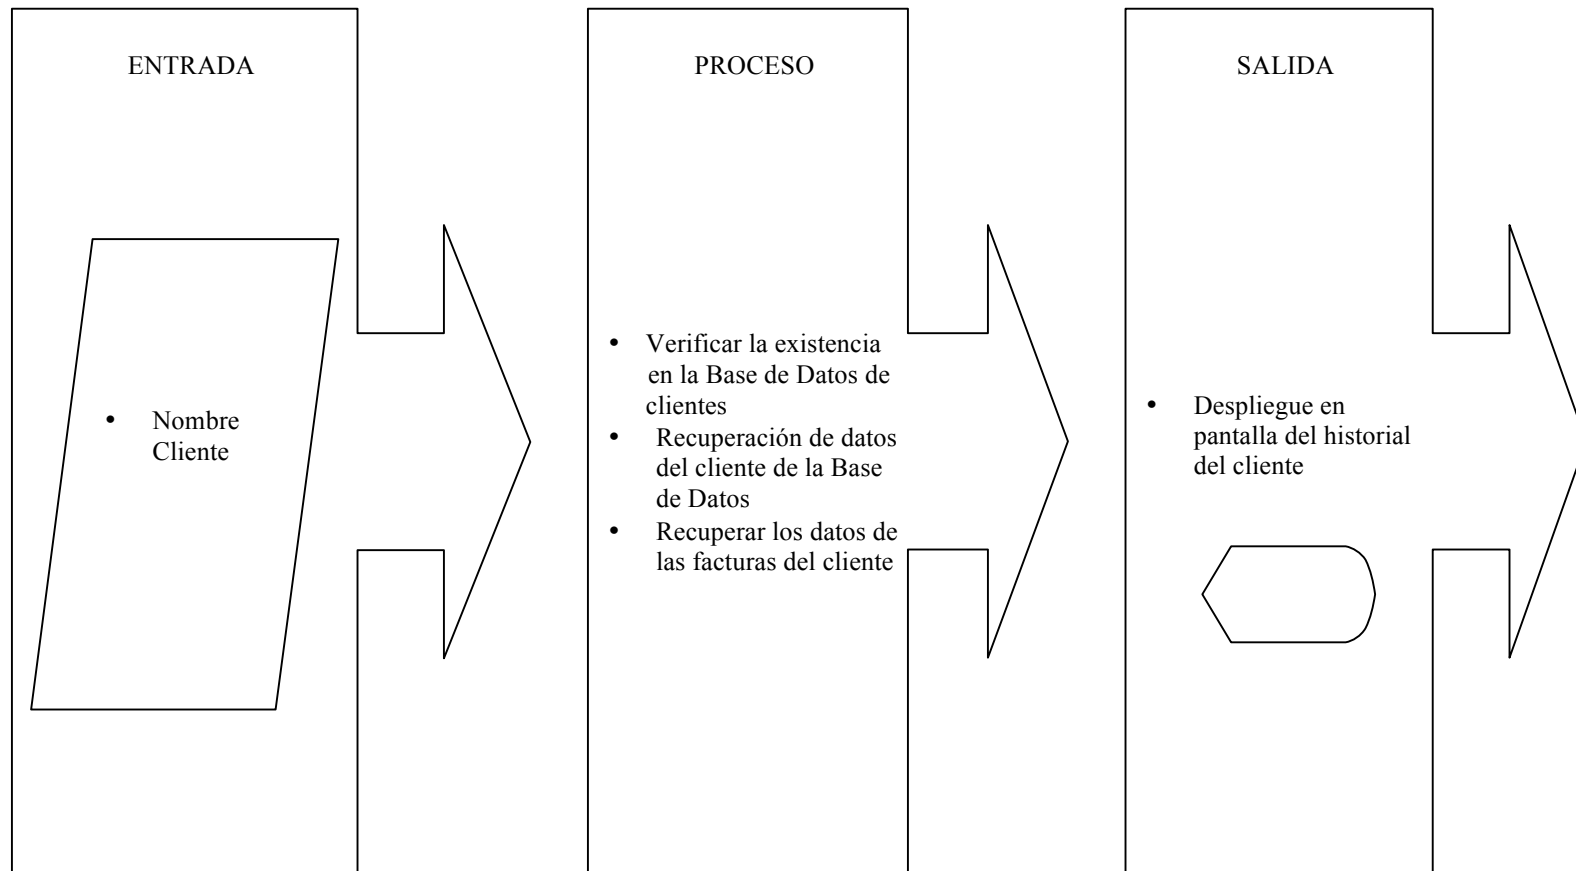 ENTRADA
• Nombre
Cliente
PROCESO
• Verificar la existencia
en la Base de Datos de
clientes
• Recuperación de datos
del cliente de la Base
de Datos
• Recuperar los datos de
las facturas del cliente
SALIDA
• Despliegue en
pantalla del historial
del cliente